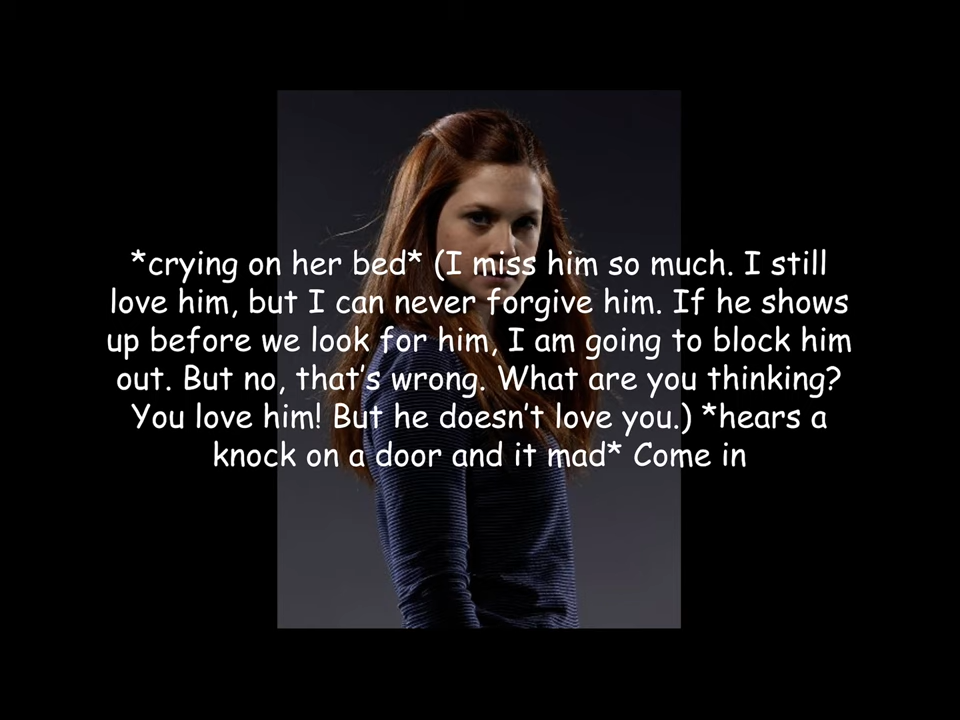 *crying on her bed* (I miss him so much. I still
love him, but I can never forgive him. If he shows
up before we look for him, I am going to block him
out. But no, that’s wrong. What are you thinking?
You love him! But he doesn’t love you.) *hears a
knock on a door and it mad* Come in